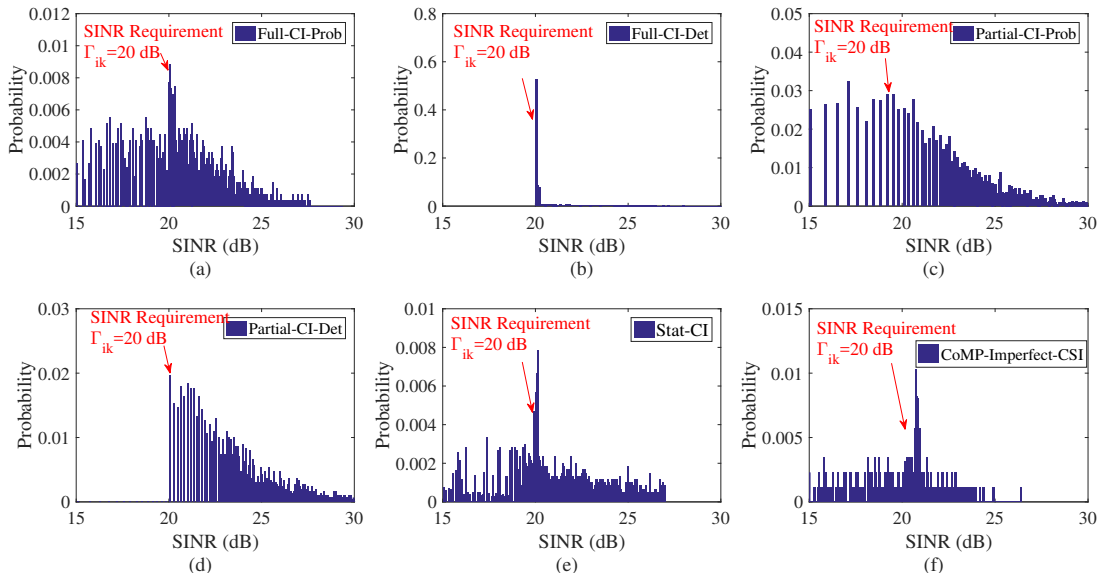 0.012
0.01
0.008
0.006
0.004
0.002
0
Probability
SINR Requirement
Γik=20 dB
Full-CI-Prob
15 20 25 30
SINR (dB)
(a)
0.8
0.6
0.4
0.2
0
Probability
SINR Requirement
Γik=20 dB
Full-CI-Det
15 20 25 30
SINR (dB)
(b)
0.05
0.04
0.03
0.02
0.01
0
Probability
SINR Requirement
Γik=20 dB
Partial-CI-Prob
15 20 25 30
SINR (dB)
(c)
0.03
0.02
0.01
0
Probability
SINR Requirement
Γik=20 dB
Partial-CI-Det
15 20 25 30
SINR (dB)
(d)
0.01
0.008
0.006
0.004
0.002
0
Probability
SINR Requirement
Γik=20 dB
Stat-CI
15 20 25 30
SINR (dB)
(e)
0.015
0.01
0.005
0
Probability
SINR Requirement
Γik=20 dB
CoMP-Imperfect-CSI
15 20 25 30
SINR (dB)
(f)